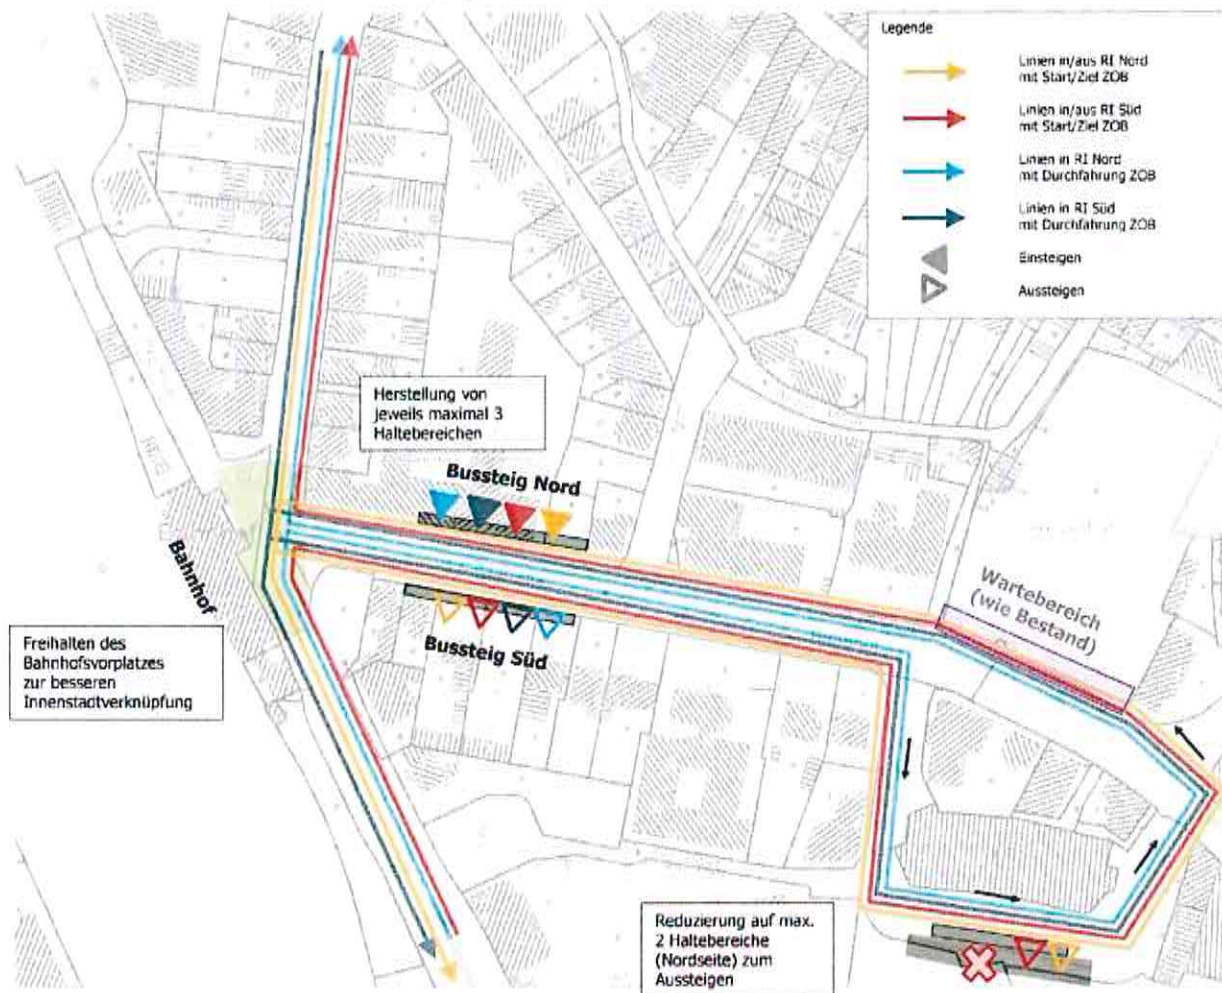 Legende
Linien in/aus RI Nord
mit Start/Ziel ZOB
Linien in/aus RI Süd
mit Start/Ziel ZOB
Linien in RI Nord
mit Durchfahrung ZOB
Linien in RI Süd
mit Durchfahrung ZOB
Einsteigen
Aussteigen
Herstellung von
jeweils maximal 3
Haltebereichen
Bussteig Nord
Bahnhof
Bussteig Süd
Wartebereich
(wie Bestand)
Freihalten des
Bahnhofsvorplatzes
zur besseren
Innenstadtverknüpfung
Reduzierung auf max.
2 Haltebereiche
(Nordseite) zum
Aussteigen